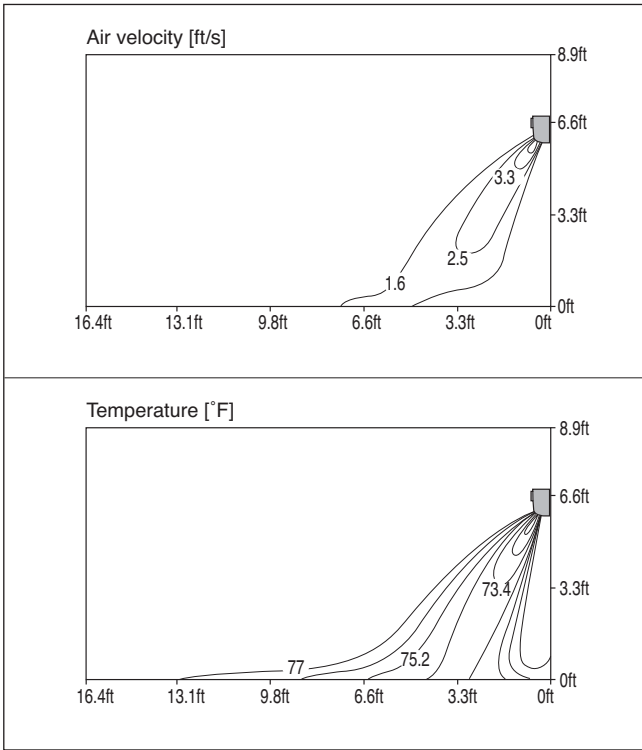 Air velocity [ft/s]
8.9ft
6.6ft
3.3
3.3ft
2.5
1.6
0ft
16.4ft 13.1ft 9.8ft 6.6ft 3.3ft 0ft
Temperature [˚F]
8.9ft
6.6ft
73.4
3.3ft
77
75.2
0ft
16.4ft 13.1ft 9.8ft 6.6ft 3.3ft 0ft